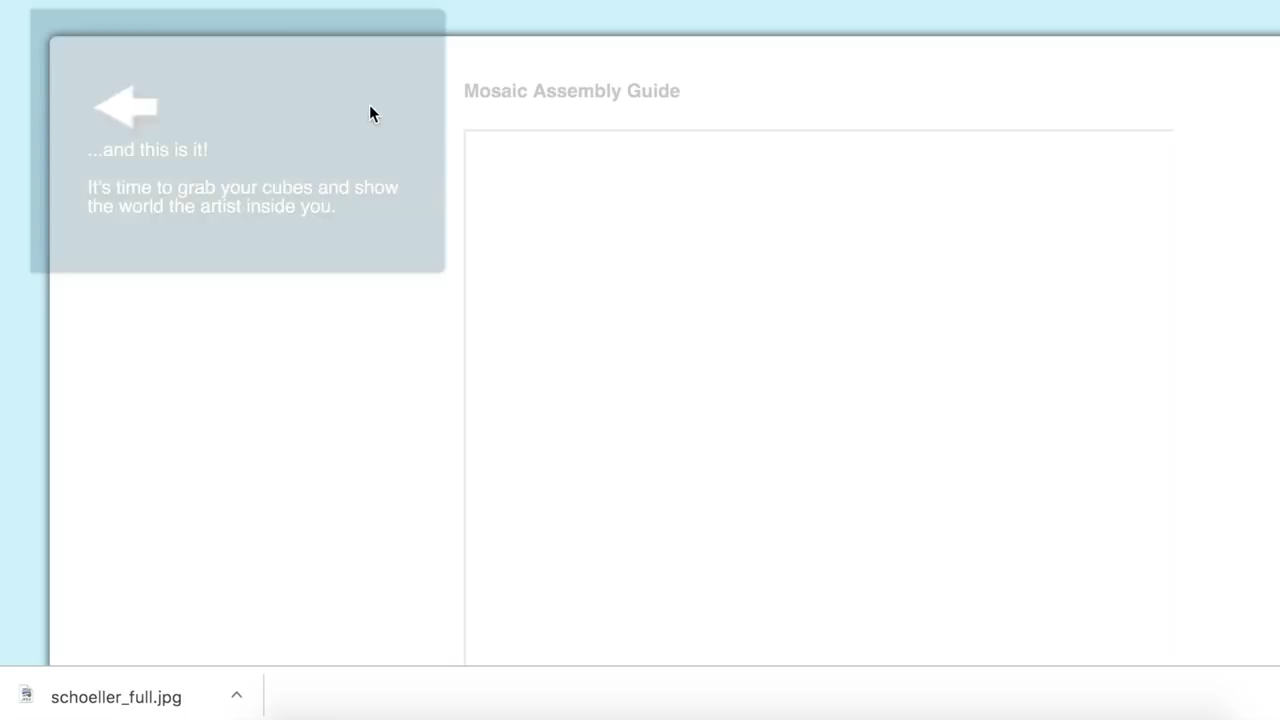 Mosaic Assembly Guide
...and this is it!
It's time to grab your cubes and show
the world the artist inside you.
schoeller_full.jpg